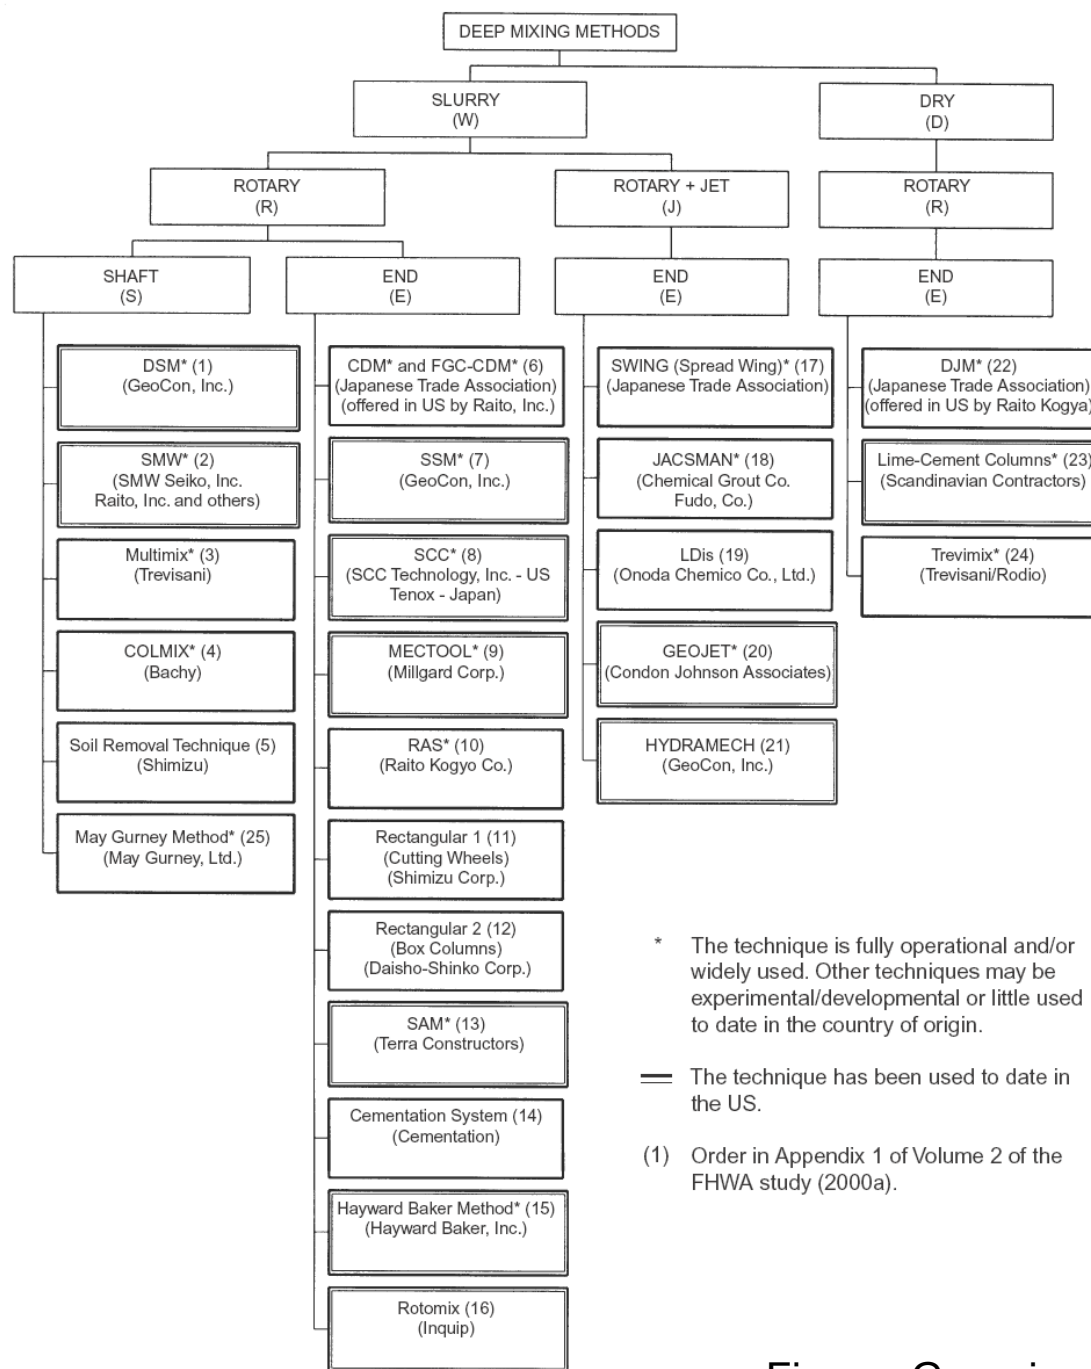 DEEP MIXING METHODS
SLURRY
(W)
DRY
(D)
ROTARY
(R)
ROTARY + JET
(J)
ROTARY
(R)
SHAFT
(S)
END
(E)
END
(E)
END
(E)
DSM* (1)
(GeoCon, Inc.)
SMW* (2)
(SMW Seiko, Inc.
Raito, Inc. and others)
Multimix* (3)
(Trevisani)
COLMIX* (4)
(Bachy)
Soil Removal Technique (5)
(Shimizu)
May Gurney Method* (25)
(May Gurney, Ltd.)
CDM* and FGC-CDM* (6)
(Japanese Trade Association)
(offered in US by Raito, Inc.)
SSM* (7)
(GeoCon, Inc.)
SCC* (8)
(SCC Technology, Inc. - US
Tenox - Japan)
MECTOOL* (9)
(Millgard Corp.)
RAS* (10)
(Raito Kogyo Co.)
Rectangular 1 (11)
(Cutting Wheels)
(Shimizu Corp.)
Rectangular 2 (12)
(Box Columns)
(Daisho-Shinko Corp.)
SAM* (13)
(Terra Constructors)
Cementation System (14)
(Cementation)
Hayward Baker Method* (15)
(Hayward Baker, Inc.)
Rotomix (16)
(Inquip)
SWING (Spread Wing)* (17)
(Japanese Trade Association)
JACSMAN* (18)
(Chemical Grout Co.
Fudo, Co.)
LDis (19)
(Onoda Chemico Co., Ltd.)
GEOJET* (20)
(Condon Johnson Associates)
HYDRAMECH (21)
(GeoCon, Inc.)
DJM* (22)
(Japanese Trade Association)
(offered in US by Raito Kogya)
Lime-Cement Columns* (23)
(Scandinavian Contractors)
Trevimix* (24)
(Trevisani/Rodio)
* The technique is fully operational and/or
widely used. Other techniques may be
experimental/developmental or little used
to date in the country of origin.
The technique has been used to date in
the US.
(1) Order in Appendix 1 of Volume 2 of the
FHWA study (2000a).